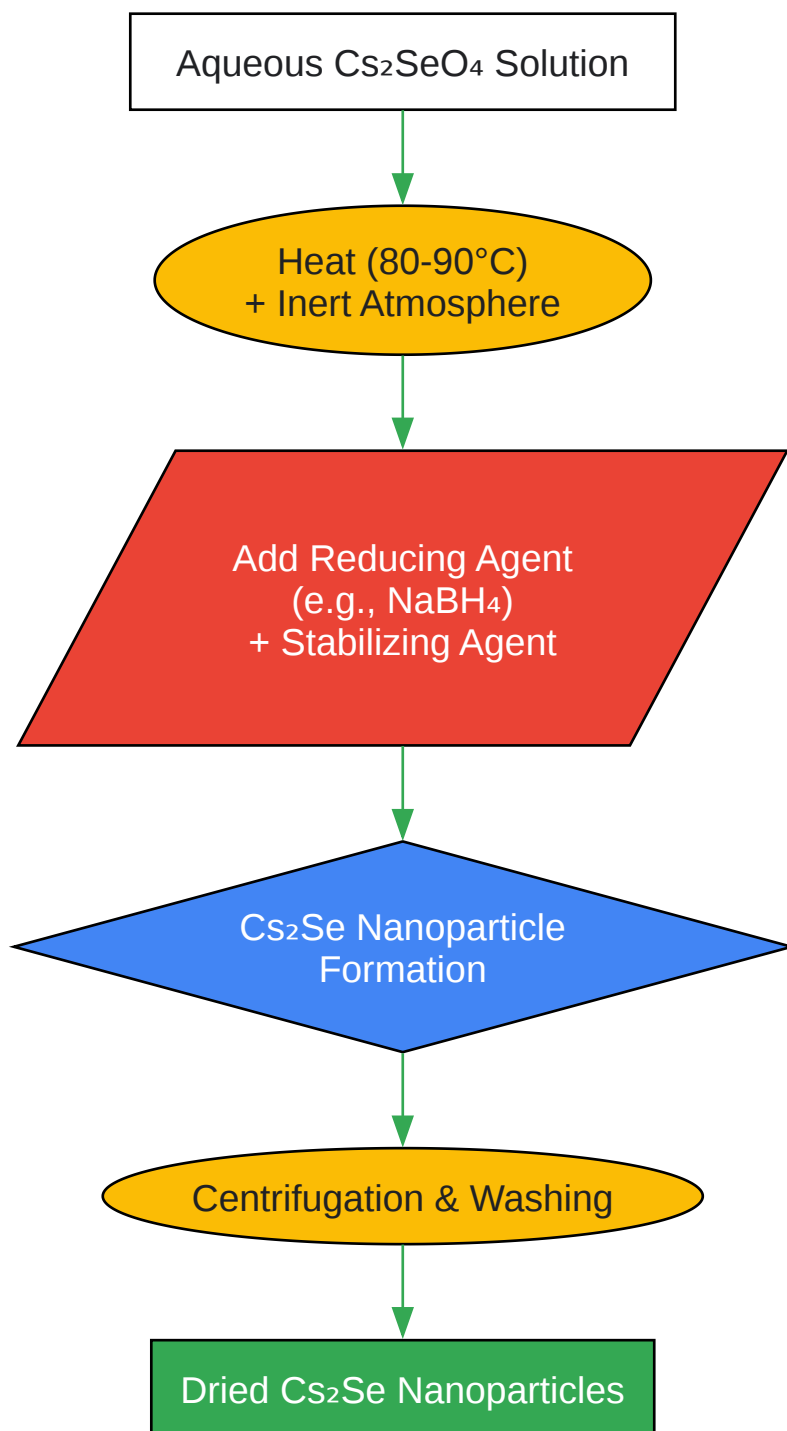 Aqueous Cs₂SeO₄ Solution
Heat (80-90°C)
+ Inert Atmosphere
Add Reducing Agent
(e.g., NaBH₄)
+ Stabilizing Agent
Cs₂Se Nanoparticle
Formation
Centrifugation & Washing
Dried Cs₂Se Nanoparticles